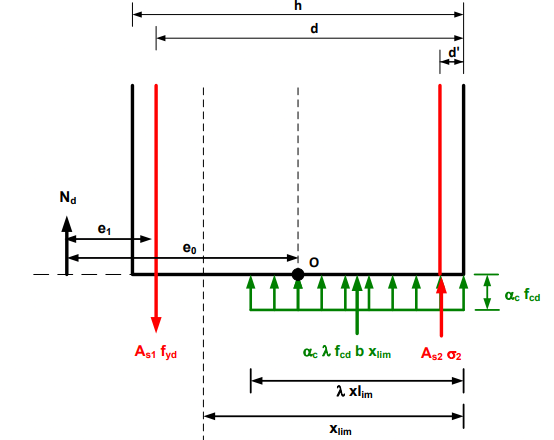 h
d
d'
Nd
e1
e0
O
αc fcd
As1 fyd
αc λ fcd b xlim
As2 σ2
λ xlim
xlim